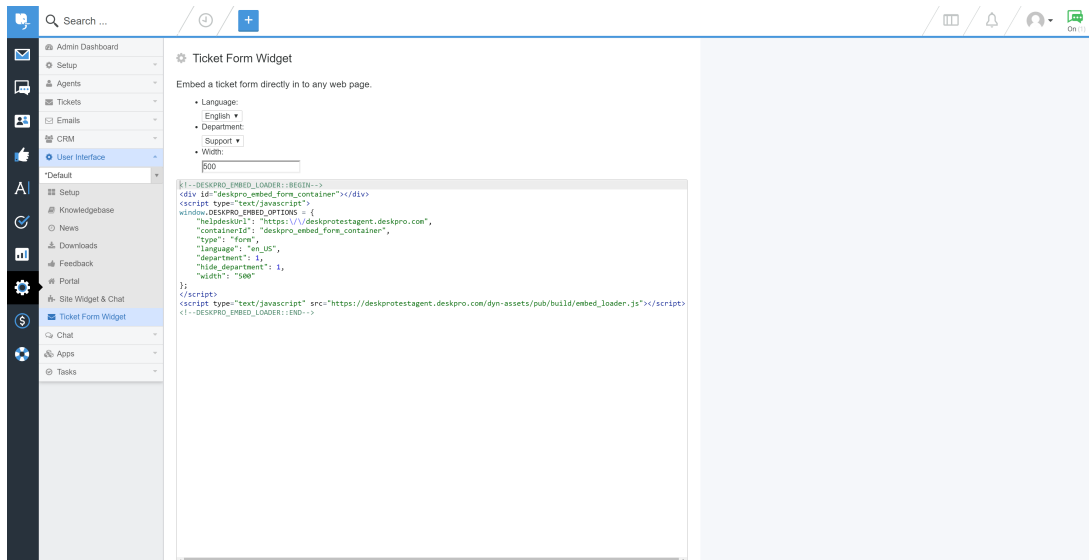 Search ...
On (1)
Admin Dashboard
Setup
Agents
Tickets
Emails
CRM
User Interface
*Default
Setup
Knowledgebase
News
Downloads
Feedback
Portal
Site Widget & Chat
Ticket Form Widget
Chat
Apps
Tasks
Ticket Form Widget
Embed a ticket form directly in to any web page.
• Language:
English
• Department:
Support
• Width:
500
<!--DESKPRO_EMBED_LOADER::BEGIN-->
<div id="deskpro_embed_form_container"></div>
<script type="text/javascript">
window.DESKPRO_EMBED_OPTIONS = {
    "helpdeskUrl": "https:\/\/deskprotestagent.deskpro.com",
    "containerId": "deskpro_embed_form_container",
    "type": "form",
    "language": "en_US",
    "department": 1,
    "hide_department": 1,
    "width": "500"
};
</script>
<script type="text/javascript" src="https://deskprotestagent.deskpro.com/dyn-assets/pub/build/embed_loader.js"></script>
<!--DESKPRO_EMBED_LOADER::END-->